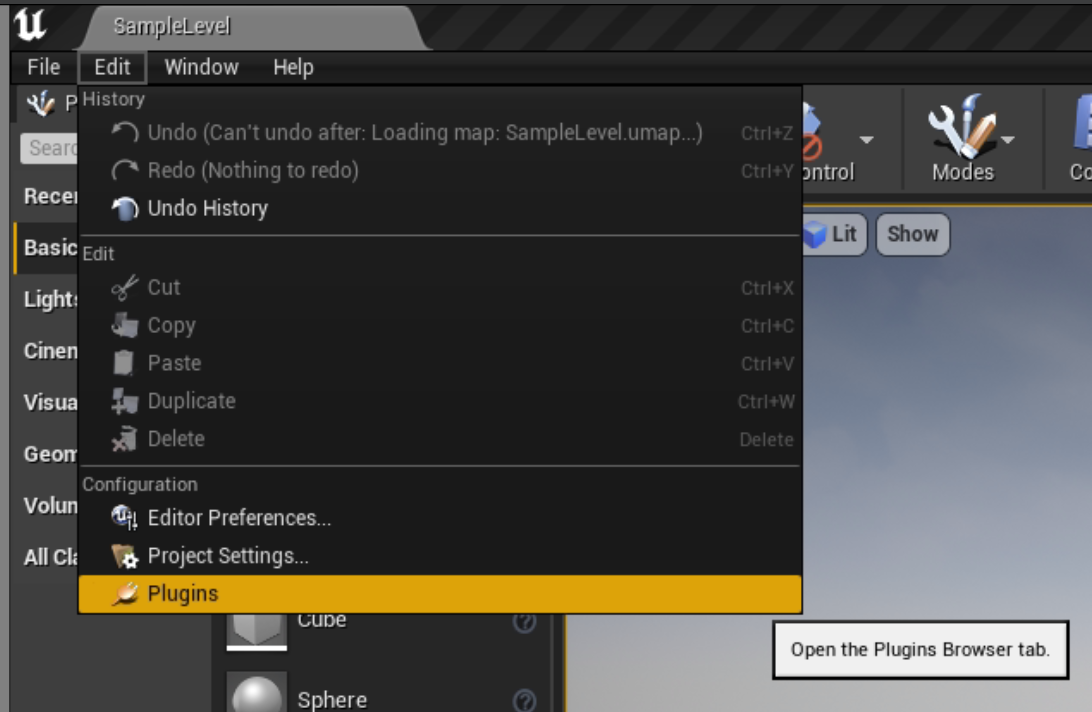 SampleLevel
File Edit Window Help
P
History
Undo (Can't undo after: Loading map: SampleLevel.umap...) Ctrl+Z
Redo (Nothing to redo) Ctrl+Y
Undo History
Edit
Cut Ctrl+X
Copy Ctrl+C
Paste Ctrl+V
Duplicate Ctrl+W
Delete Delete
Configuration
Editor Preferences...
Project Settings...
Plugins
Searc
Recen
Basic
Lights
Cinen
Visua
Geom
Volun
All Cla
ontrol
Modes
Co
Lit
Show
Cube
Sphere
Open the Plugins Browser tab.